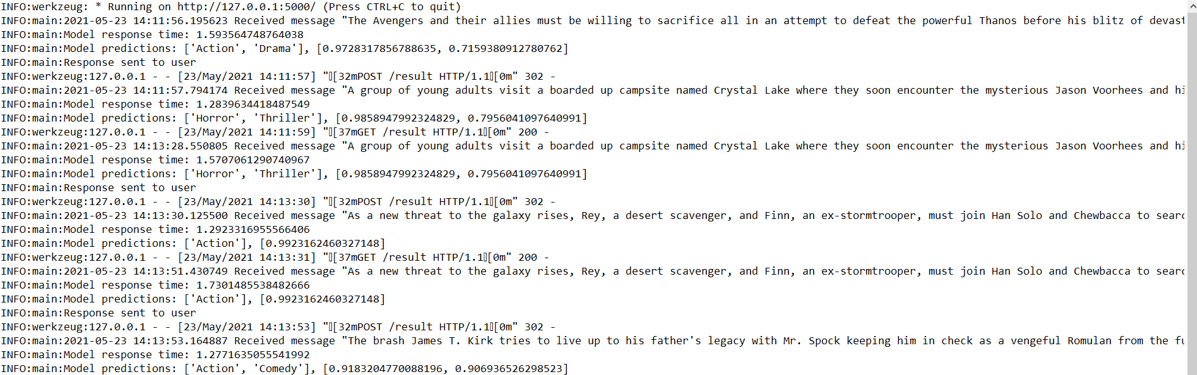 INFO:werkzeug: * Running on http://127.0.0.1:5000/ (Press CTRL+C to quit)
INFO:main:2021-05-23 14:11:56.195623 Received message "The Avengers and their allies must be willing to sacrifice all in an attempt to defeat the powerful Thanos before his blitz of devast
INFO:main:Model response time: 1.593564748764038
INFO:main:Model predictions: ['Action', 'Drama'], [0.9728317856788635, 0.7159380912780762]
INFO:main:Response sent to user
INFO:werkzeug:127.0.0.1 - - [23/May/2021 14:11:57] "▯[32mPOST /result HTTP/1.1▯[0m" 302 -
INFO:main:2021-05-23 14:11:57.794174 Received message "A group of young adults visit a boarded up campsite named Crystal Lake where they soon encounter the mysterious Jason Voorhees and hi
INFO:main:Model response time: 1.2839634418487549
INFO:main:Model predictions: ['Horror', 'Thriller'], [0.9858947992324829, 0.7956041097640991]
INFO:werkzeug:127.0.0.1 - - [23/May/2021 14:11:59] "▯[37mGET /result HTTP/1.1▯[0m" 200 -
INFO:main:2021-05-23 14:13:28.550805 Received message "A group of young adults visit a boarded up campsite named Crystal Lake where they soon encounter the mysterious Jason Voorhees and hi
INFO:main:Model response time: 1.5707061290740967
INFO:main:Model predictions: ['Horror', 'Thriller'], [0.9858947992324829, 0.7956041097640991]
INFO:main:Response sent to user
INFO:werkzeug:127.0.0.1 - - [23/May/2021 14:13:30] "▯[32mPOST /result HTTP/1.1▯[0m" 302 -
INFO:main:2021-05-23 14:13:30.125500 Received message "As a new threat to the galaxy rises, Rey, a desert scavenger, and Finn, an ex-stormtrooper, must join Han Solo and Chewbacca to searc
INFO:main:Model response time: 1.2923316955566406
INFO:main:Model predictions: ['Action'], [0.9923162460327148]
INFO:werkzeug:127.0.0.1 - - [23/May/2021 14:13:31] "▯[37mGET /result HTTP/1.1▯[0m" 200 -
INFO:main:2021-05-23 14:13:51.430749 Received message "As a new threat to the galaxy rises, Rey, a desert scavenger, and Finn, an ex-stormtrooper, must join Han Solo and Chewbacca to searc
INFO:main:Model response time: 1.7301485538482666
INFO:main:Model predictions: ['Action'], [0.9923162460327148]
INFO:main:Response sent to user
INFO:werkzeug:127.0.0.1 - - [23/May/2021 14:13:53] "▯[32mPOST /result HTTP/1.1▯[0m" 302 -
INFO:main:2021-05-23 14:13:53.164887 Received message "The brash James T. Kirk tries to live up to his father's legacy with Mr. Spock keeping him in check as a vengeful Romulan from the fu
INFO:main:Model response time: 1.2771635055541992
INFO:main:Model predictions: ['Action', 'Comedy'], [0.9183204770088196, 0.906936526298523]